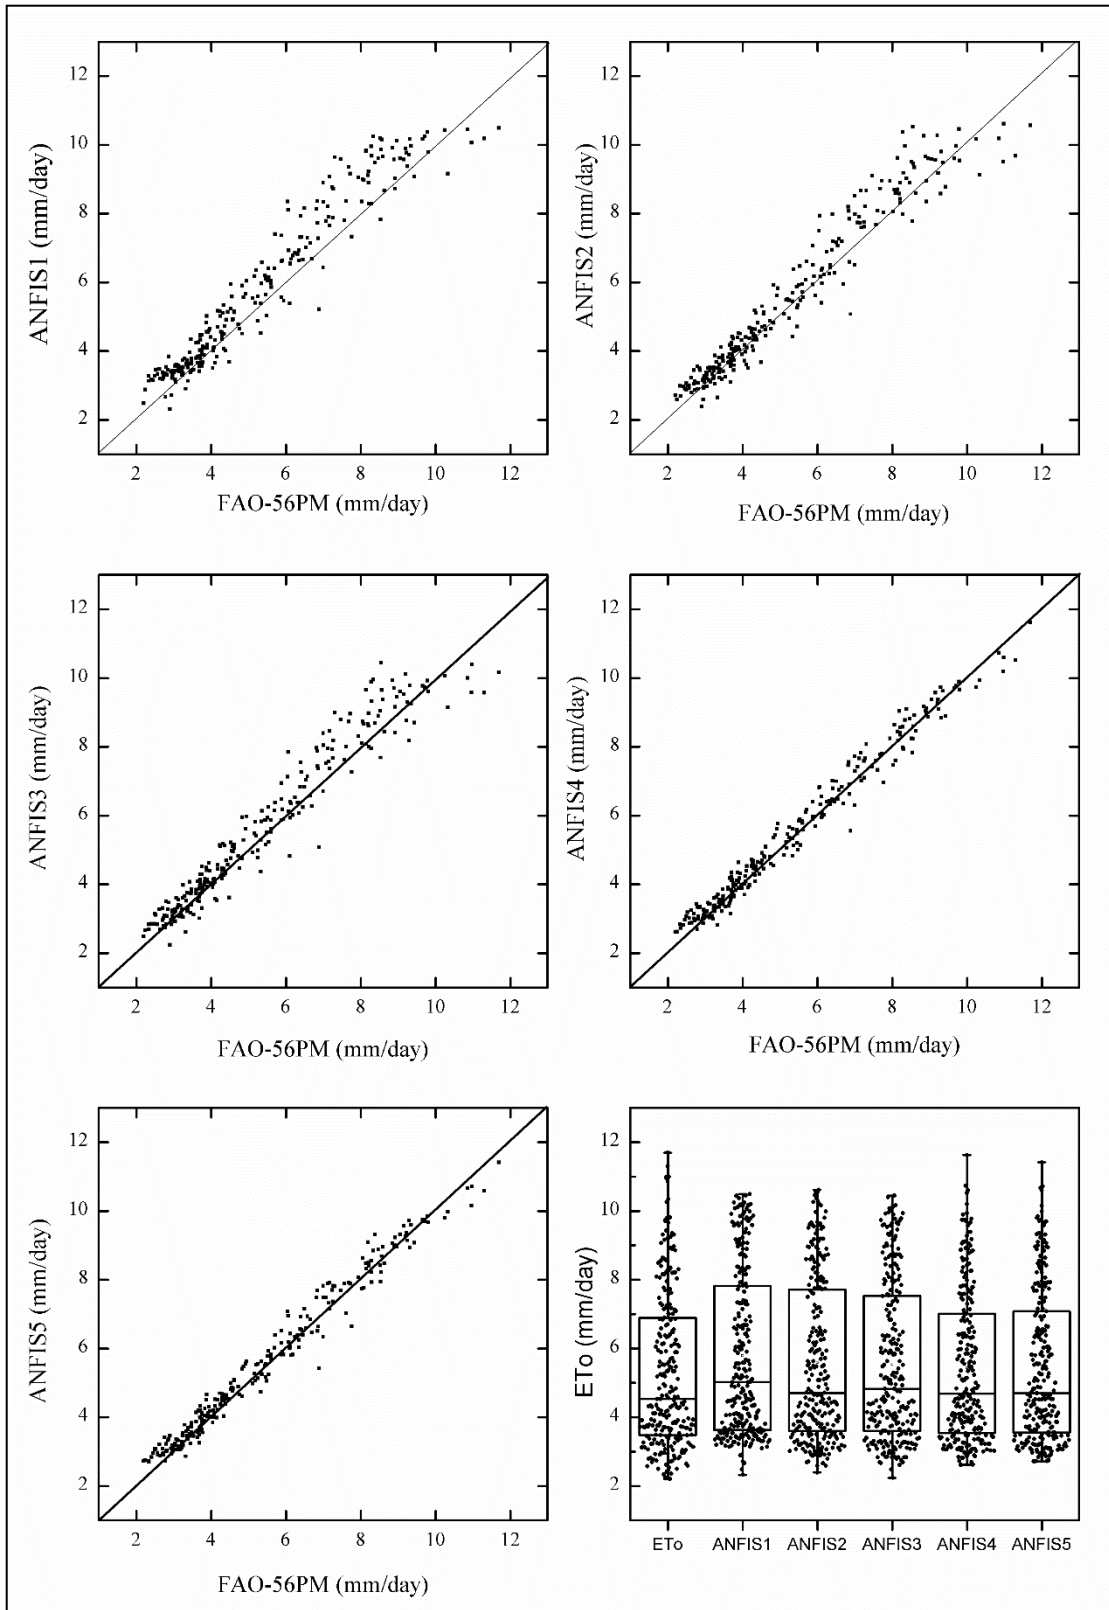 12
10
8
6
4
2
ANFIS1 (mm/day)
2 4 6 8 10 12
FAO-56PM (mm/day)
12
10
8
6
4
2
ANFIS2 (mm/day)
2 4 6 8 10 12
FAO-56PM (mm/day)
12
10
8
6
4
2
ANFIS3 (mm/day)
2 4 6 8 10 12
FAO-56PM (mm/day)
12
10
8
6
4
2
ANFIS4 (mm/day)
2 4 6 8 10 12
FAO-56PM (mm/day)
12
10
8
6
4
2
ANFIS5 (mm/day)
2 4 6 8 10 12
FAO-56PM (mm/day)
12
10
8
6
4
2
ETo (mm/day)
ETo ANFIS1 ANFIS2 ANFIS3 ANFIS4 ANFIS5